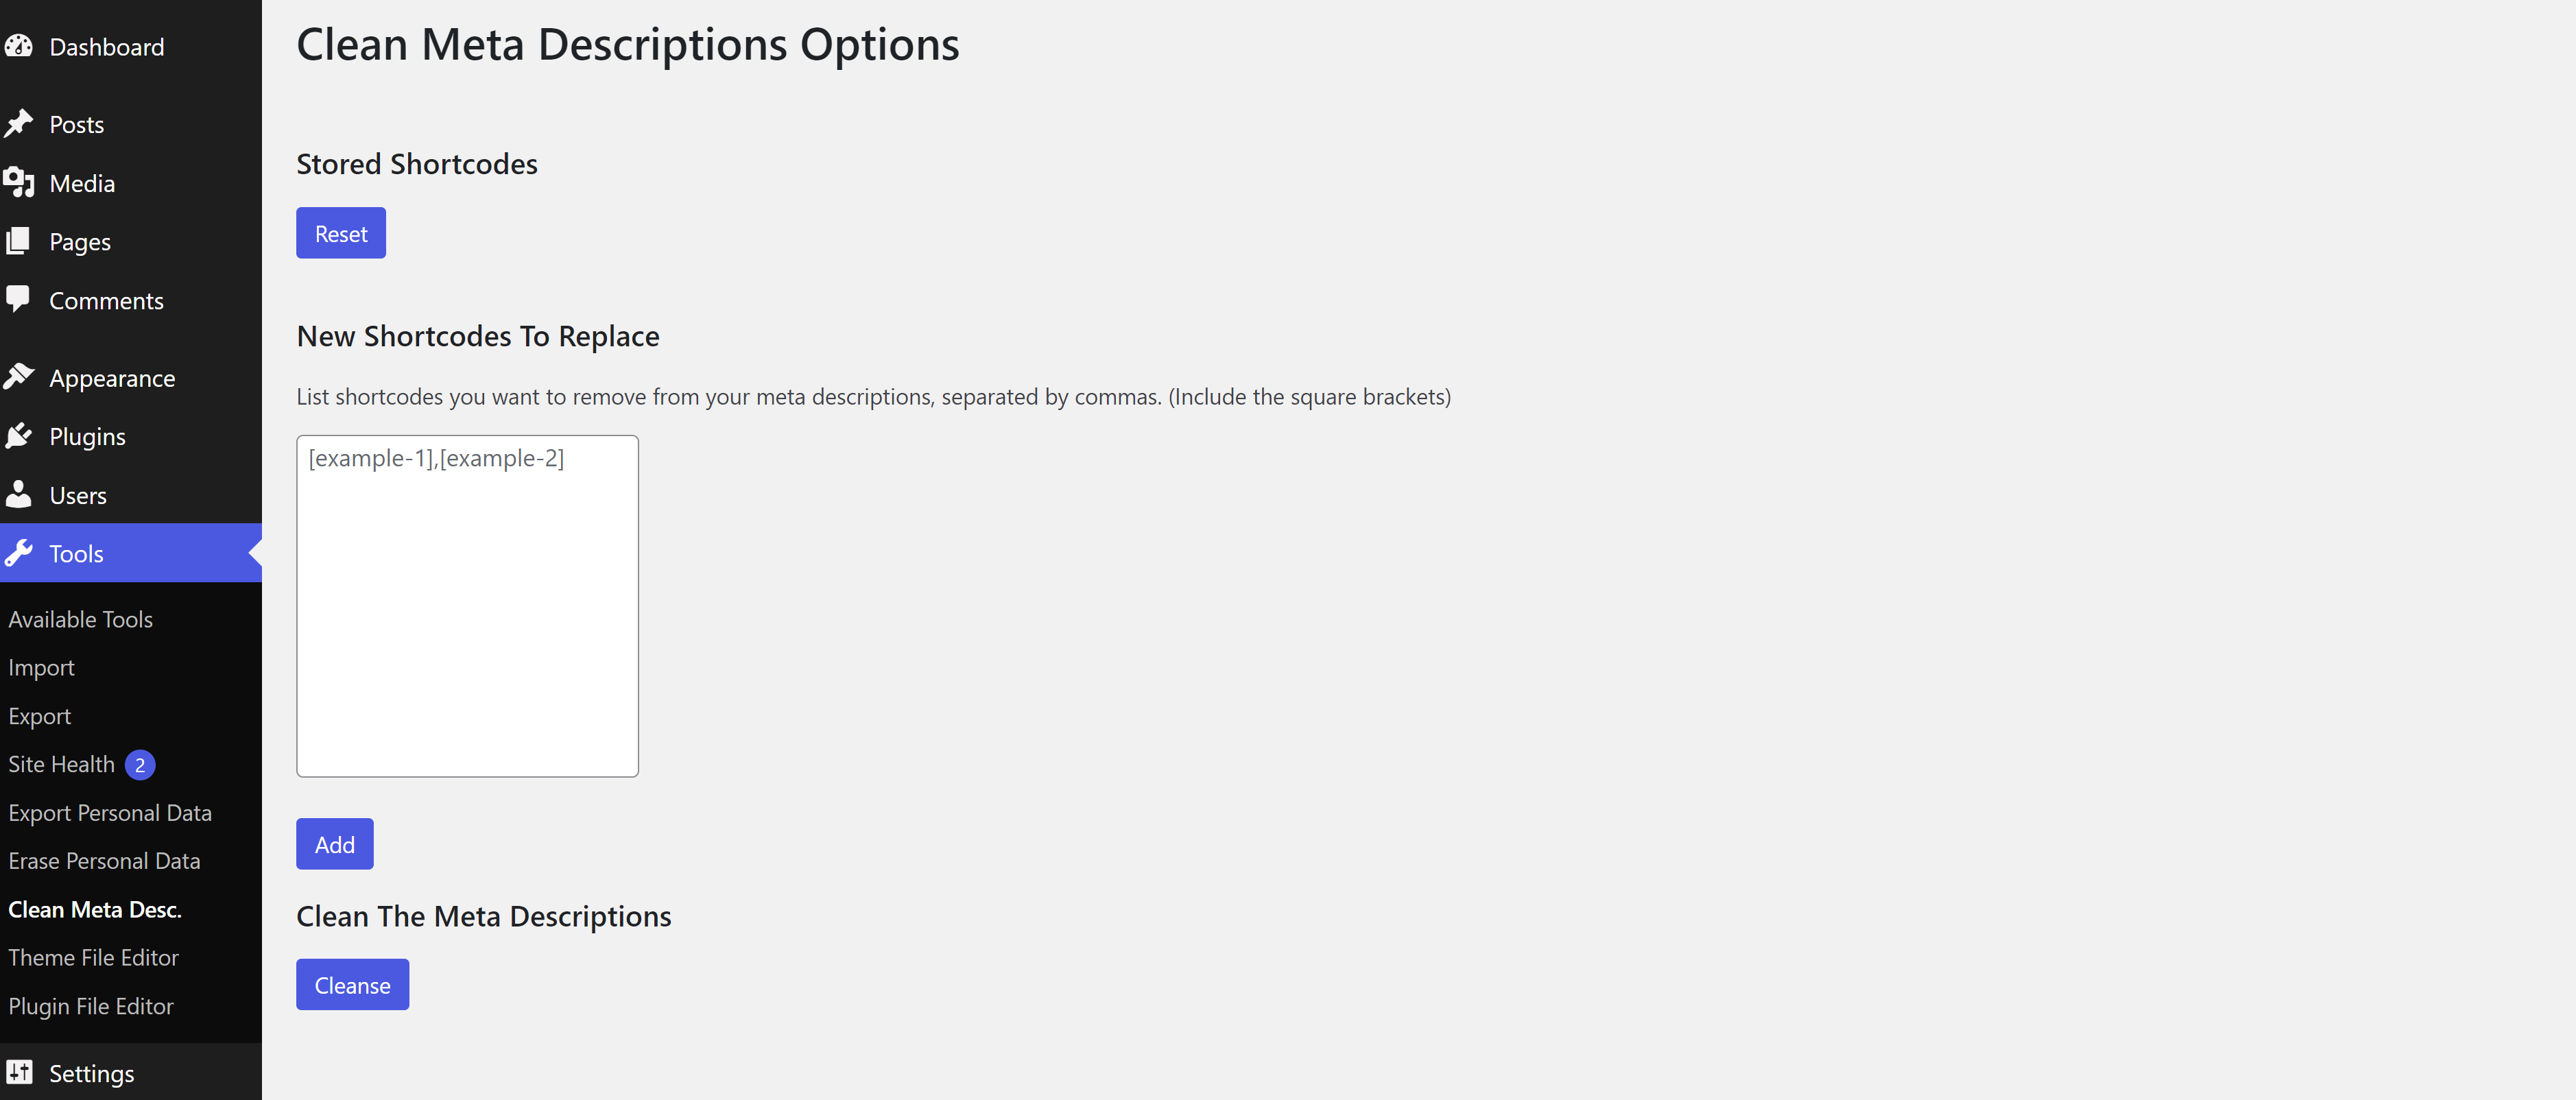 Dashboard
Posts
Media
Pages
Comments
Appearance
Plugins
Users
Tools
Available Tools
Import
Export
Site Health 2
Export Personal Data
Erase Personal Data
Clean Meta Desc.
Theme File Editor
Plugin File Editor
Settings
Clean Meta Descriptions Options
Stored Shortcodes
Reset
New Shortcodes To Replace
List shortcodes you want to remove from your meta descriptions, separated by commas. (Include the square brackets)
[example-1],[example-2]
Add
Clean The Meta Descriptions
Cleanse